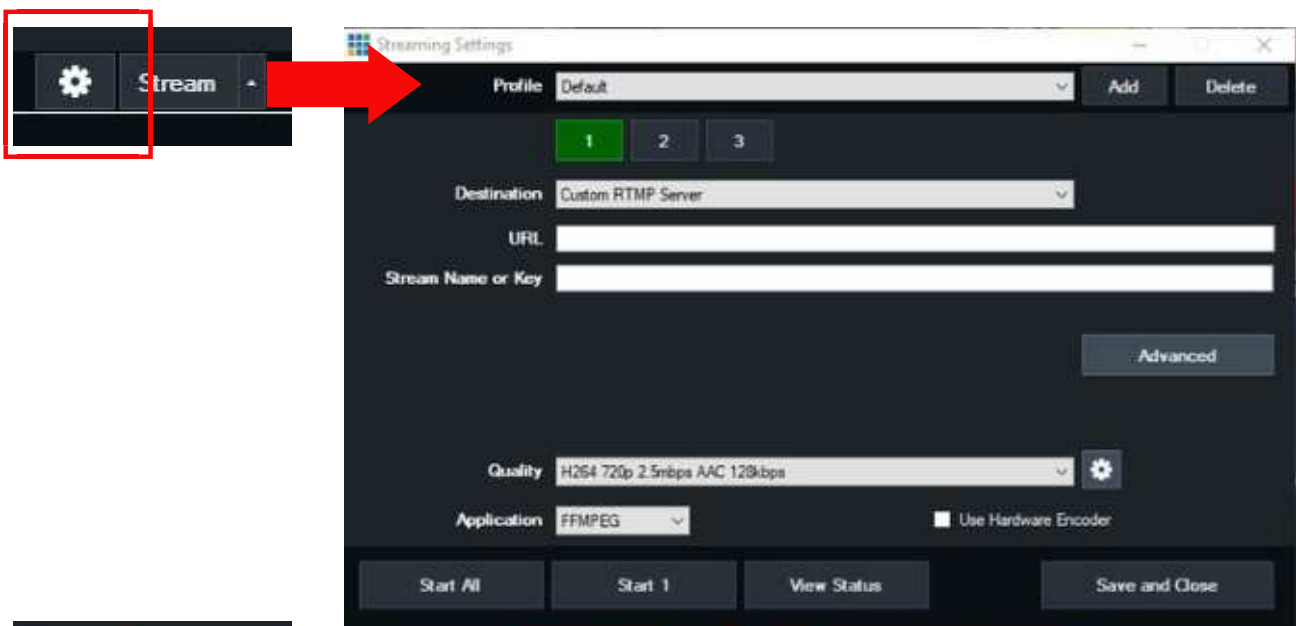 Stream
Streaming Settings
Profile Default Add Delete
1 2 3
Destination Custom RTMP Server
URL
Stream Name or Key
Advanced
Quality H264 720p 2.5mbps AAC 128kbps
Application FFMPEG Use Hardware Encoder
Start All Start 1 View Status Save and Close